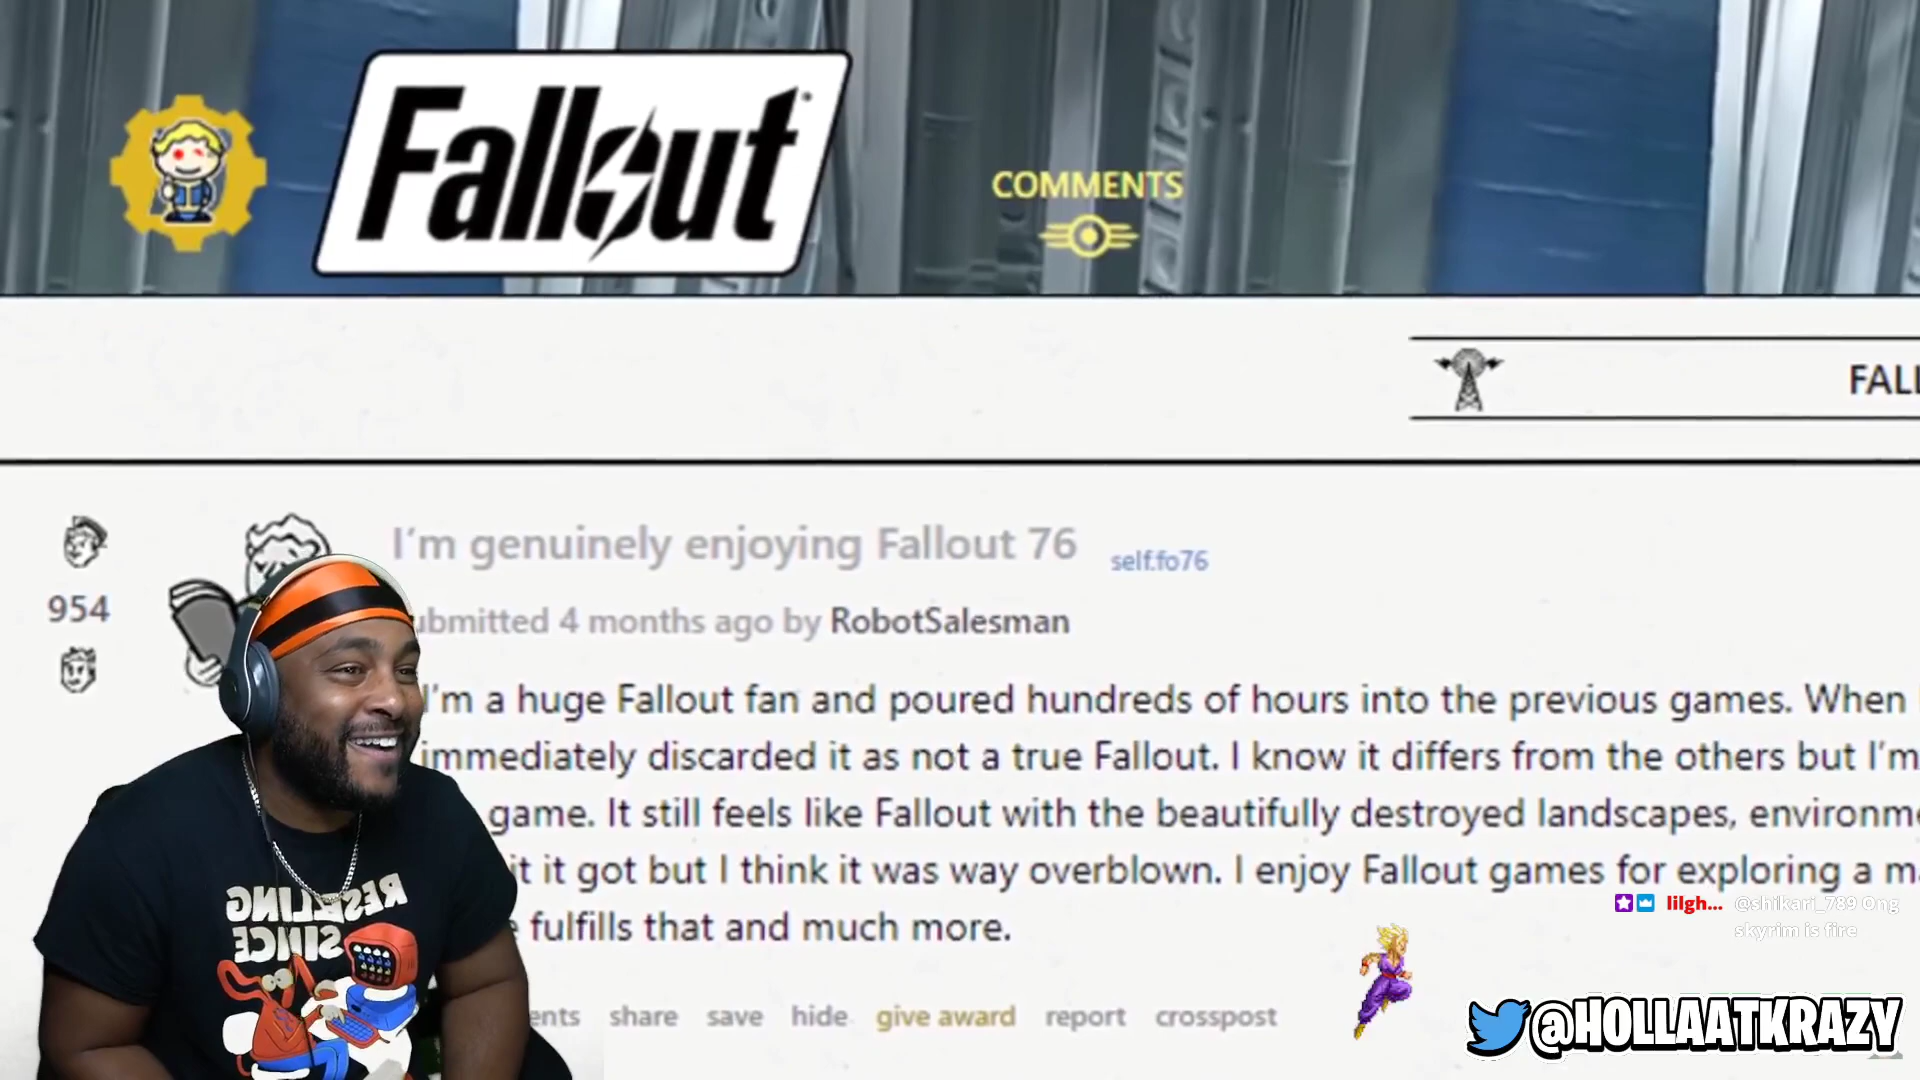 Fallout
COMMENTS
FALL
I'm genuinely enjoying Fallout 76 self.fo76
954
ubmitted 4 months ago by RobotSalesman
I'm a huge Fallout fan and poured hundreds of hours into the previous games. When
immediately discarded it as not a true Fallout. I know it differs from the others but I'm
game. It still feels like Fallout with the beautifully destroyed landscapes, environme
it it got but I think it was way overblown. I enjoy Fallout games for exploring a ma
e fulfills that and much more.
lilgh... @shikari_789 Ong
skyrim is fire
ents share save hide give award report crosspost
@HOLLAATKRAZY
RESELLING
SINCE